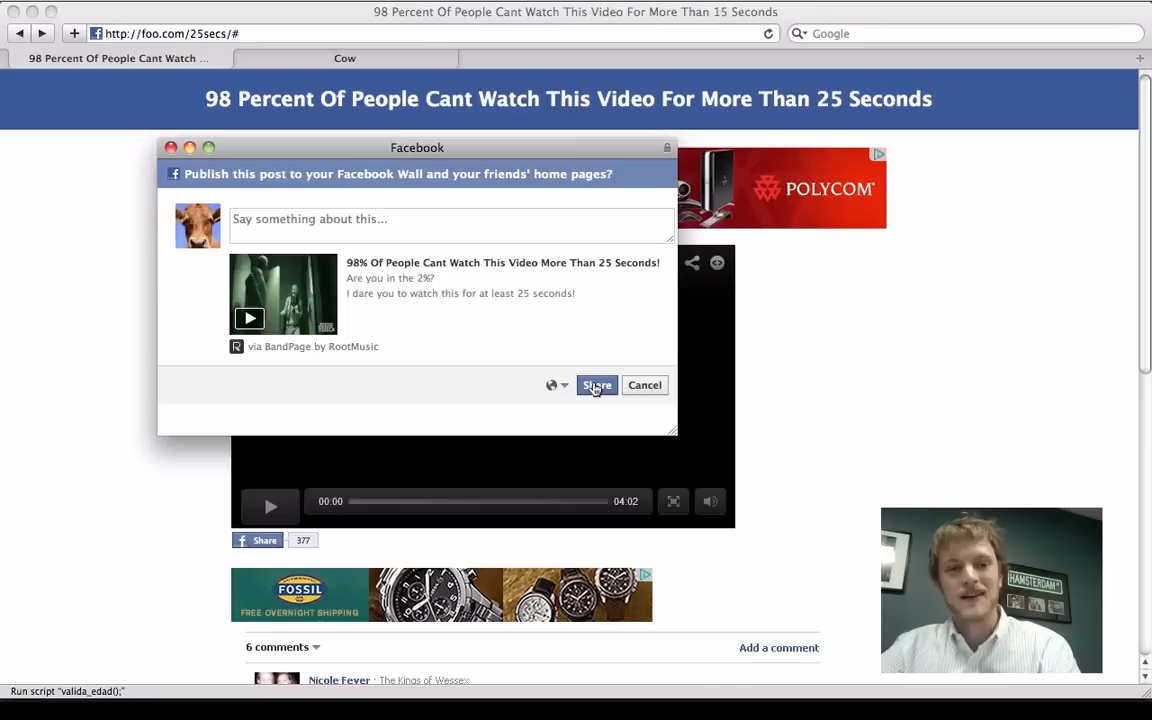 98 Percent Of People Cant Watch This Video For More Than 15 Seconds
http://foo.com/25secs/#
Google
98 Percent Of People Cant Watch ...
Cow
98 Percent Of People Cant Watch This Video For More Than 25 Seconds
Facebook
Publish this post to your Facebook Wall and your friends' home pages?
POLYCOM
Say something about this...
98% Of People Cant Watch This Video More Than 25 Seconds!
Are you in the 2%?
I dare you to watch this for at least 25 seconds!
R via BandPage by RootMusic
Share
Cancel
00:00
04:02
f Share 377
HAMSTERDAM
FOSSIL
FREE OVERNIGHT SHIPPING
6 comments
Add a comment
Nicole Feyer · The Kings of Wessex
Run script "valida_edad();"